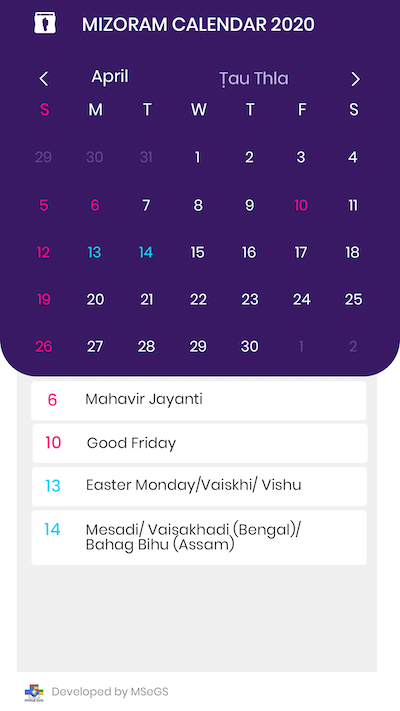 MIZORAM CALENDAR 2020
April Ṭau Thla
S M T W T F S
29 30 31 1 2 3 4
5 6 7 8 9 10 11
12 13 14 15 16 17 18
19 20 21 22 23 24 25
26 27 28 29 30 1 2
6 Mahavir Jayanti
10 Good Friday
13 Easter Monday/Vaiskhi/ Vishu
14 Mesadi/ Vaisakhadi (Bengal)/
Bahag Bihu (Assam)
Developed by MSeGS